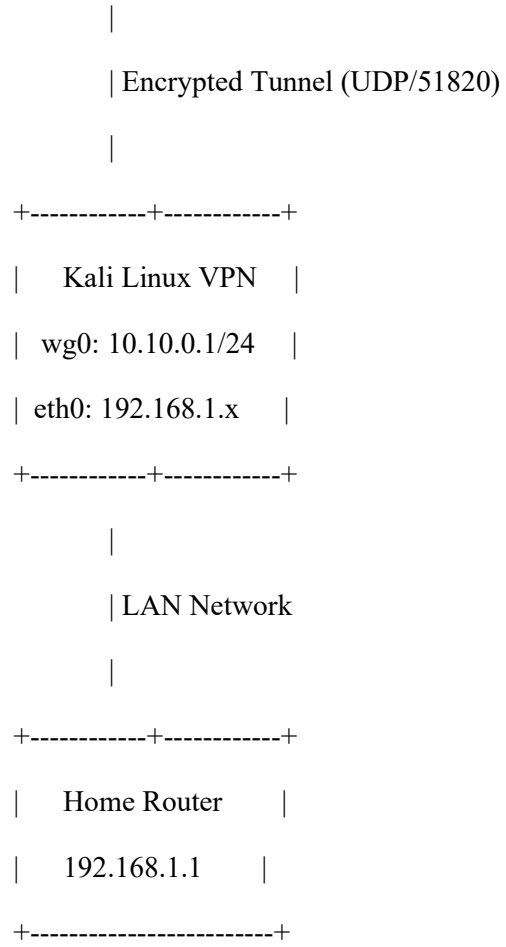 |
| Encrypted Tunnel (UDP/51820)
|
+------------+------------+
| Kali Linux VPN |
| wg0: 10.10.0.1/24 |
| eth0: 192.168.1.x |
+------------+------------+
|
| LAN Network
|
+------------+------------+
| Home Router |
| 192.168.1.1 |
+-------------------------+